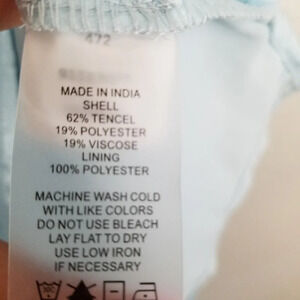 472
MADE IN INDIA
SHELL
62% TENCEL
19% POLYESTER
19% VISCOSE
LINING
100% POLYESTER
MACHINE WASH COLD
WITH LIKE COLORS
DO NOT USE BLEACH
LAY FLAT TO DRY
USE LOW IRON
IF NECESSARY